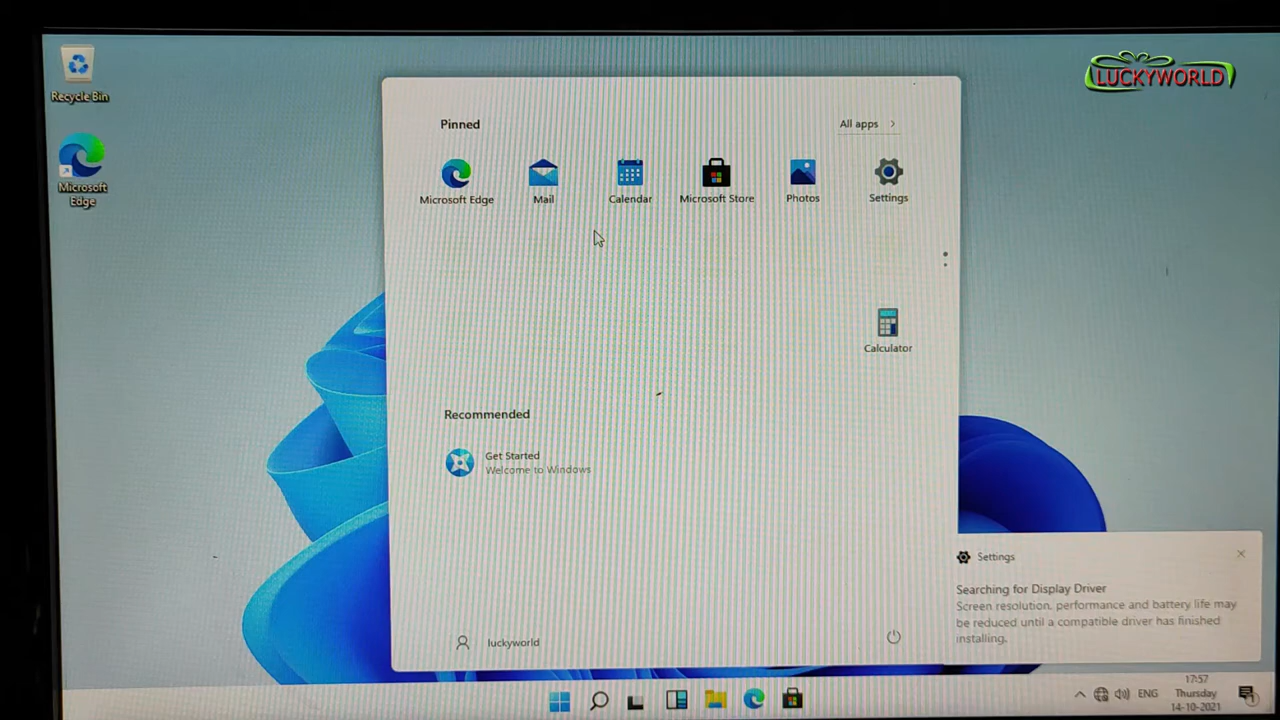 Recycle Bin
Microsoft
Edge
LUCKYWORLD
Pinned
All apps
Microsoft Edge
Mail
Calendar
Microsoft Store
Photos
Settings
Calculator
Recommended
Get Started
Welcome to Windows
luckyworld
Settings
Searching for Display Driver
Screen resolution, performance and battery life may
be reduced until a compatible driver has finished
installing.
ENG
17:57
Thursday
14-10-2021
1